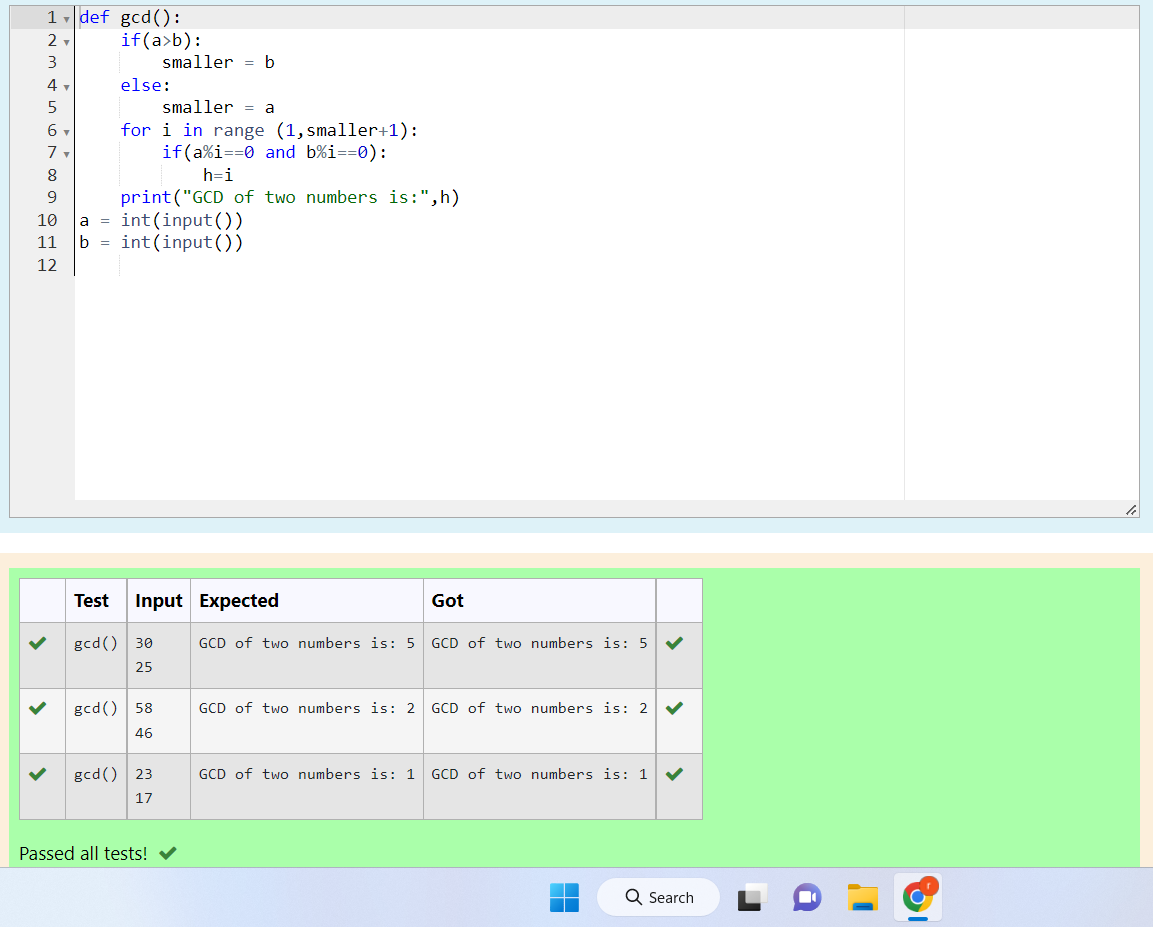 1 def gcd():
2     if(a>b):
3         smaller = b
4     else:
5         smaller = a
6     for i in range (1,smaller+1):
7         if(a%i==0 and b%i==0):
8             h=i
9     print("GCD of two numbers is:",h)
10 a = int(input())
11 b = int(input())
12
Test Input Expected Got
gcd() 30 GCD of two numbers is: 5 GCD of two numbers is: 5
25
gcd() 58 GCD of two numbers is: 2 GCD of two numbers is: 2
46
gcd() 23 GCD of two numbers is: 1 GCD of two numbers is: 1
17
Passed all tests!
Search
r